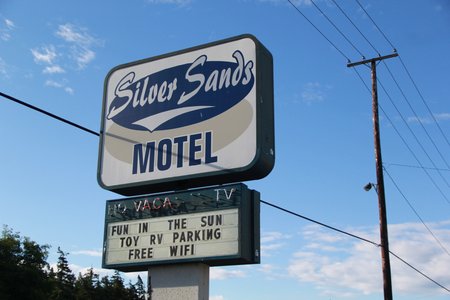 Silver Sands
MOTEL
NO VACA TV
FUN IN THE SUN
TOY RV PARKING
FREE WIFI